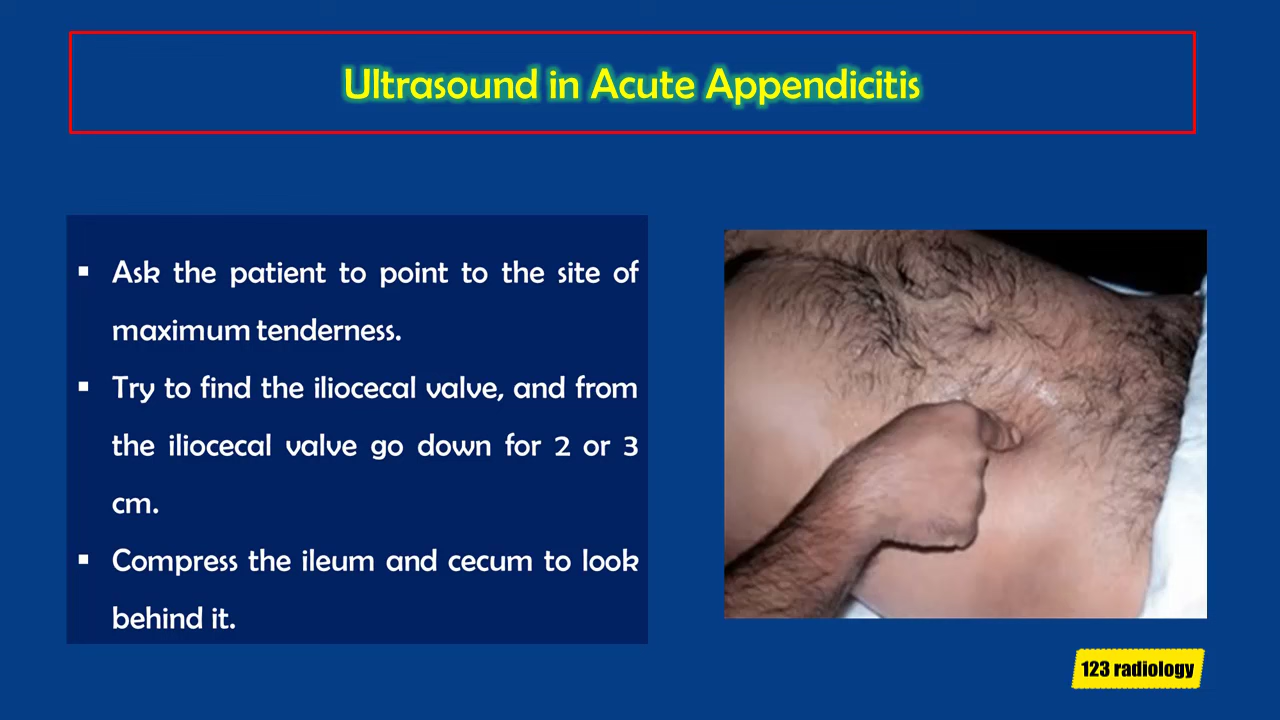 Ultrasound in Acute Appendicitis
▪ Ask the patient to point to the site of
maximum tenderness.
▪ Try to find the iliocecal valve, and from
the iliocecal valve go down for 2 or 3
cm.
▪ Compress the ileum and cecum to look
behind it.
123 radiology